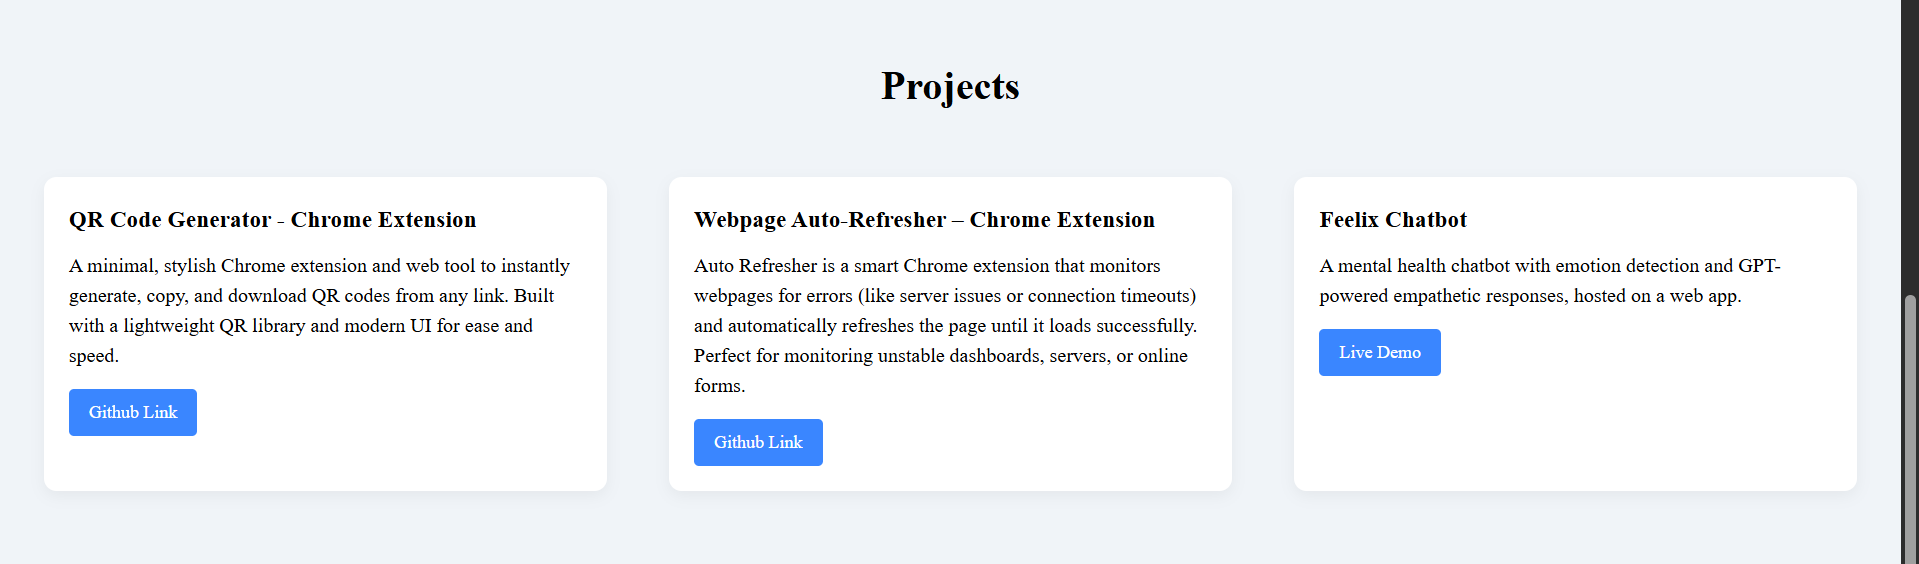 Projects
QR Code Generator - Chrome Extension
A minimal, stylish Chrome extension and web tool to instantly
generate, copy, and download QR codes from any link. Built
with a lightweight QR library and modern UI for ease and
speed.
Github Link
Webpage Auto-Refresher – Chrome Extension
Auto Refresher is a smart Chrome extension that monitors
webpages for errors (like server issues or connection timeouts)
and automatically refreshes the page until it loads successfully.
Perfect for monitoring unstable dashboards, servers, or online
forms.
Github Link
Feelix Chatbot
A mental health chatbot with emotion detection and GPT-
powered empathetic responses, hosted on a web app.
Live Demo